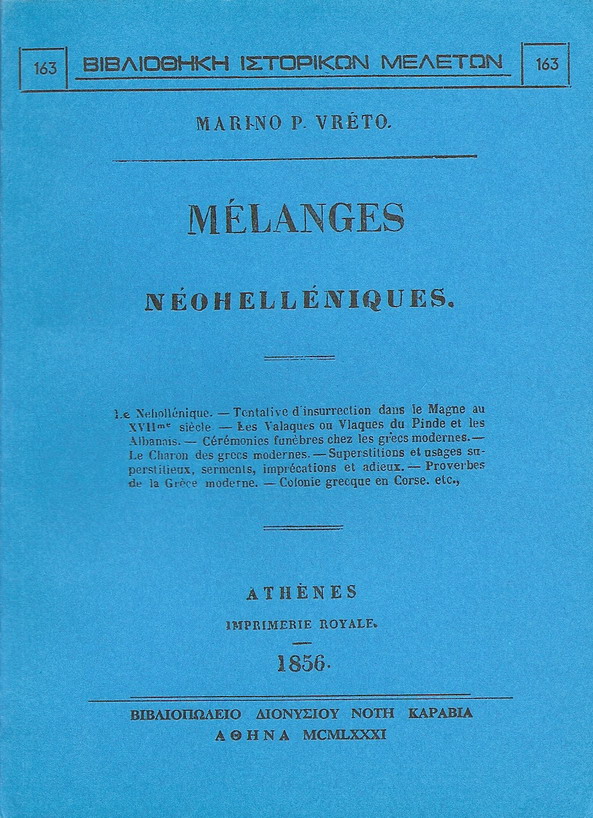 163 ΒΙΒΛΙΟΘΗΚΗ ΙΣΤΟΡΙΚΩΝ ΜΕΛΕΤΩΝ 163
MARINO P. VRÉTO.
MÉLANGES
NÉOHELLÉNIQUES.
Le Nehollénique. — Tentative d'insurrection dans le Magne au
XVIIme siècle — Les Valaques ou Vlaques du Pinde et les
Albanais. — Cérémonies funèbres chez les grecs modernes. —
Le Charon des grecs modernes. — Superstitions et usages su-
perstitieux, serments, imprécations et adieux. — Proverbes
de la Grèce moderne. — Colonie grecque en Corse. etc.,
ATHÈNES
IMPRIMERIE ROYALE.
1856.
ΒΙΒΛΙΟΠΩΛΕΙΟ ΔΙΟΝΥΣΙΟΥ ΝΟΤΗ ΚΑΡΑΒΙΑ
ΑΘΗΝΑ MCMLXXXI